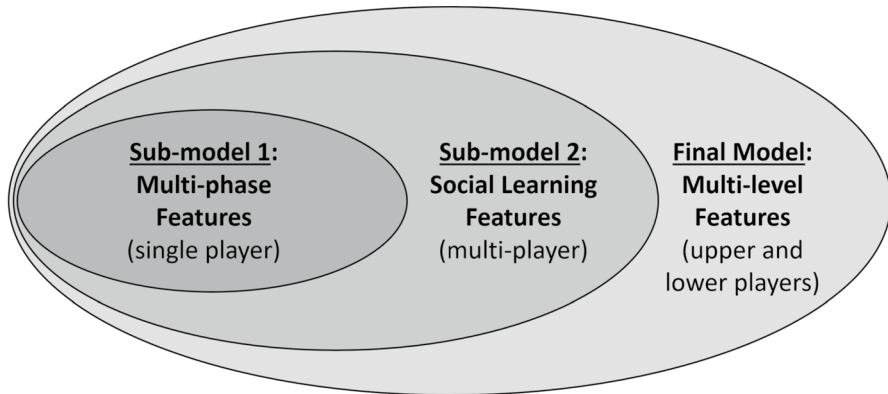 Sub-model 1:
Multi-phase
Features
(single player)
Sub-model 2:
Social Learning
Features
(multi-player)
Final Model:
Multi-level
Features
(upper and
lower players)